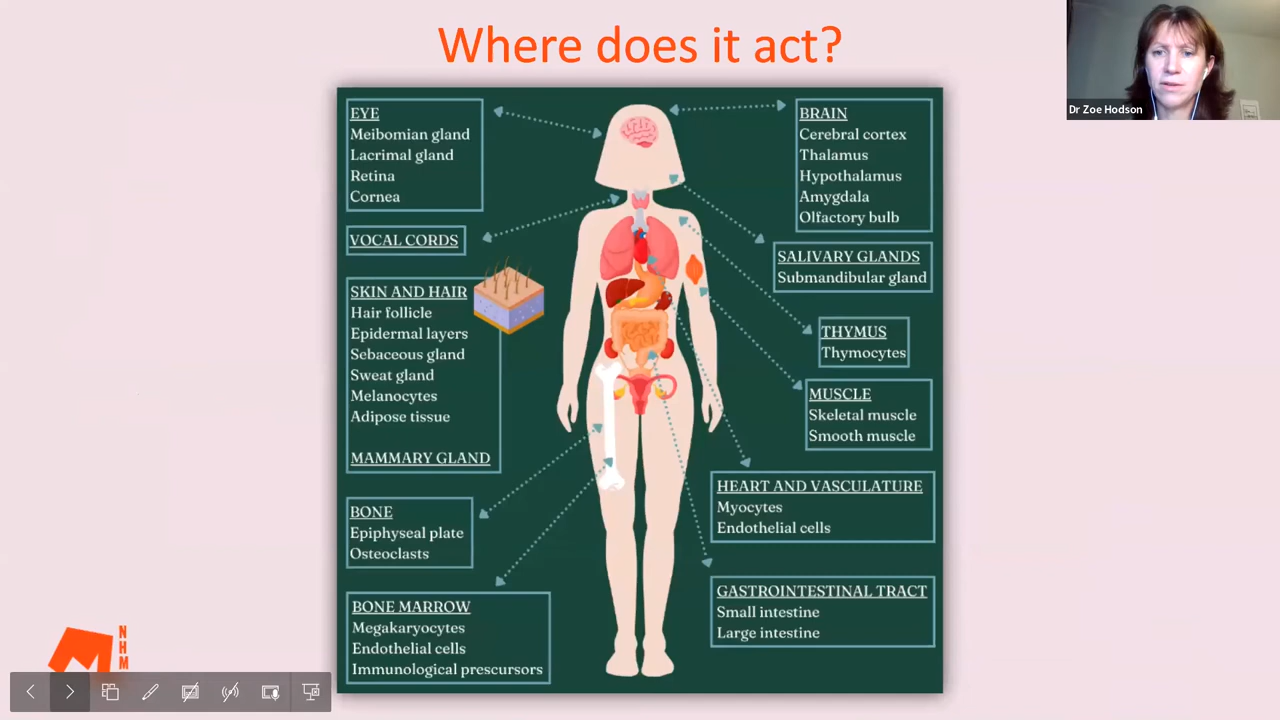 Where does it act?
Dr Zoe Hodson
EYE
Meibomian gland
Lacrimal gland
Retina
Cornea
VOCAL CORDS
SKIN AND HAIR
Hair follicle
Epidermal layers
Sebaceous gland
Sweat gland
Melanocytes
Adipose tissue
MAMMARY GLAND
BONE
Epiphyseal plate
Osteoclasts
BONE MARROW
Megakaryocytes
Endothelial cells
Immunological prescursors
BRAIN
Cerebral cortex
Thalamus
Hypothalamus
Amygdala
Olfactory bulb
SALIVARY GLANDS
Submandibular gland
THYMUS
Thymocytes
MUSCLE
Skeletal muscle
Smooth muscle
HEART AND VASCULATURE
Myocytes
Endothelial cells
GASTROINTESTINAL TRACT
Small intestine
Large intestine
NHM